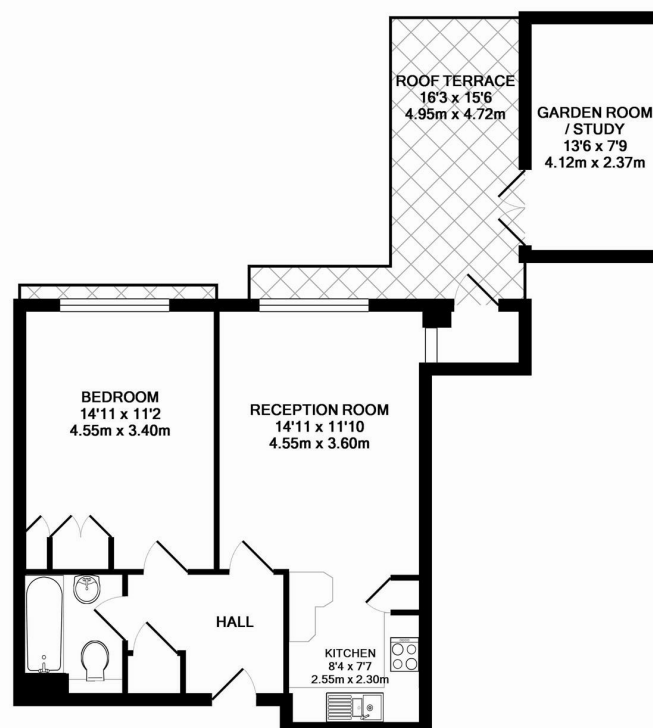 ROOF TERRACE
16'3 x 15'6
4.95m x 4.72m
GARDEN ROOM
/ STUDY
13'6 x 7'9
4.12m x 2.37m
BEDROOM
14'11 x 11'2
4.55m x 3.40m
RECEPTION ROOM
14'11 x 11'10
4.55m x 3.60m
HALL
KITCHEN
8'4 x 7'7
2.55m x 2.30m